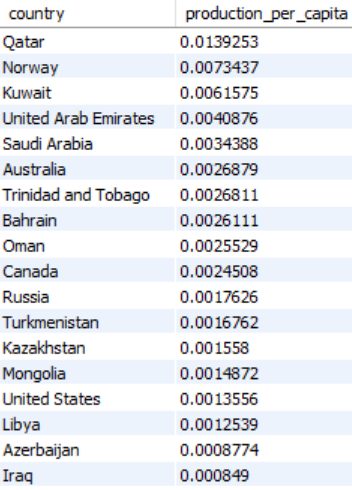 country production_per_capita
Qatar 0.0139253
Norway 0.0073437
Kuwait 0.0061575
United Arab Emirates 0.0040876
Saudi Arabia 0.0034388
Australia 0.0026879
Trinidad and Tobago 0.0026811
Bahrain 0.0026111
Oman 0.0025529
Canada 0.0024508
Russia 0.0017626
Turkmenistan 0.0016762
Kazakhstan 0.001558
Mongolia 0.0014872
United States 0.0013556
Libya 0.0012539
Azerbaijan 0.0008774
Iraq 0.000849